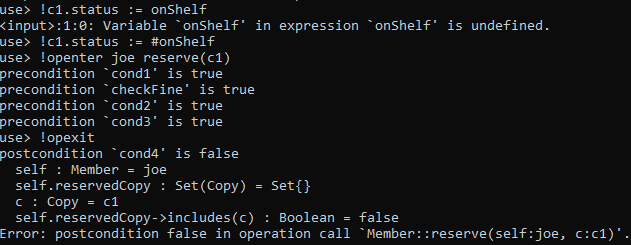 use> !c1.status := onShelf
<input>:1:0: Variable `onShelf' in expression `onShelf' is undefined.
use> !c1.status := #onShelf
use> !openter joe reserve(c1)
precondition `cond1' is true
precondition `checkFine' is true
precondition `cond2' is true
precondition `cond3' is true
use> !opexit
postcondition `cond4' is false
  self : Member = joe
  self.reservedCopy : Set(Copy) = Set{}
  c : Copy = c1
  self.reservedCopy->includes(c) : Boolean = false
Error: postcondition false in operation call `Member::reserve(self:joe, c:c1)'.